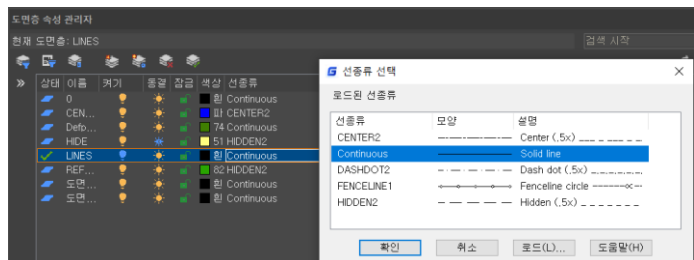 도면층 속성 관리자
현재 도면층: LINES
검색 시작
» 상태 이름 켜기 동결 잠금 색상 선종류
0 흰 Continuous
CEN... 파 CENTER2
Defp... 74 Continuous
HIDE 51 HIDDEN2
LINES 흰 Continuous
REF... 82 HIDDEN2
도면... 흰 Continuous
도면... 흰 Continuous
선종류 선택
로드된 선종류
선종류 모양 설명
CENTER2 Center (.5x) ___ _ ___ _
Continuous Solid line
DASHDOT2 Dash dot (.5x) _._._._._._.
FENCELINE1 Fenceline circle -------0<---
HIDDEN2 Hidden (.5x) _ _ _ _ _ _ _
확인 취소 로드(L)... 도움말(H)